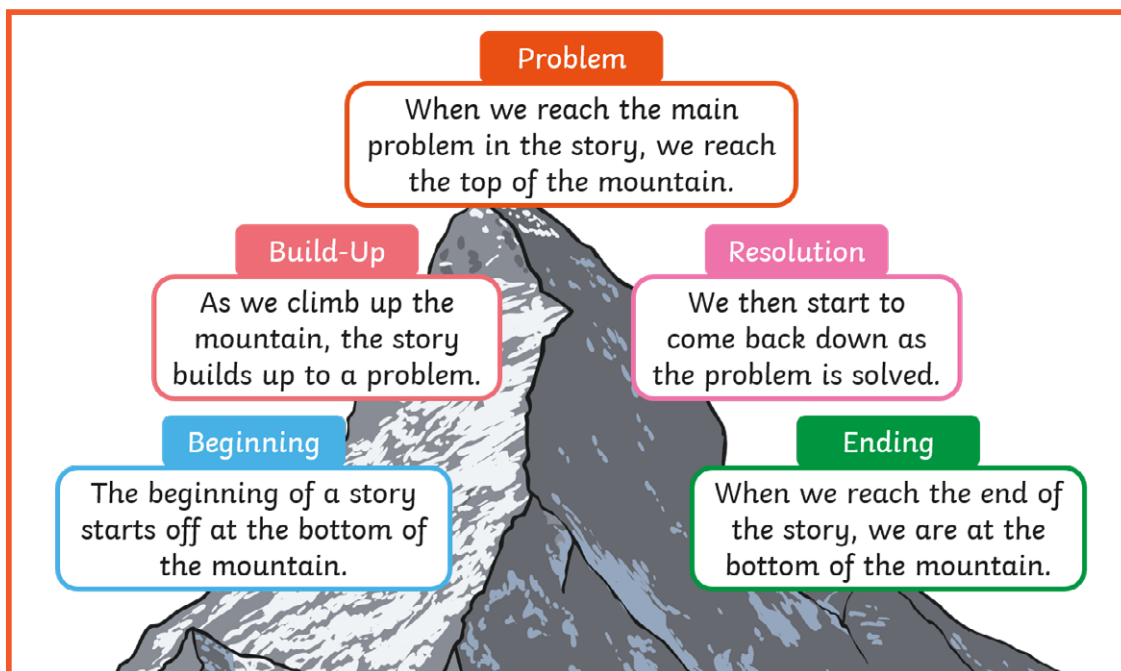 Problem
When we reach the main
problem in the story, we reach
the top of the mountain.
Build-Up
As we climb up the
mountain, the story
builds up to a problem.
Resolution
We then start to
come back down as
the problem is solved.
Beginning
The beginning of a story
starts off at the bottom of
the mountain.
Ending
When we reach the end of
the story, we are at the
bottom of the mountain.